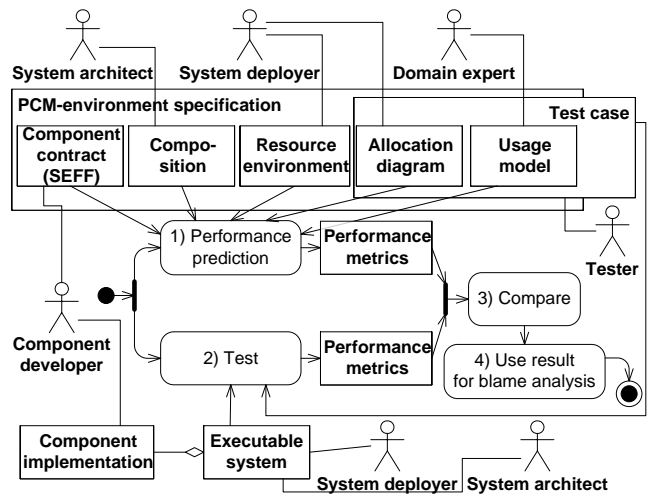 System architect
System deployer
Domain expert
PCM-environment specification
Test case
Component
contract
(SEFF)
Compo-
sition
Resource
environment
Allocation
diagram
Usage
model
1) Performance
prediction
Performance
metrics
Tester
3) Compare
Component
developer
2) Test
Performance
metrics
4) Use result
for blame analysis
Component
implementation
Executable
system
System deployer
System architect